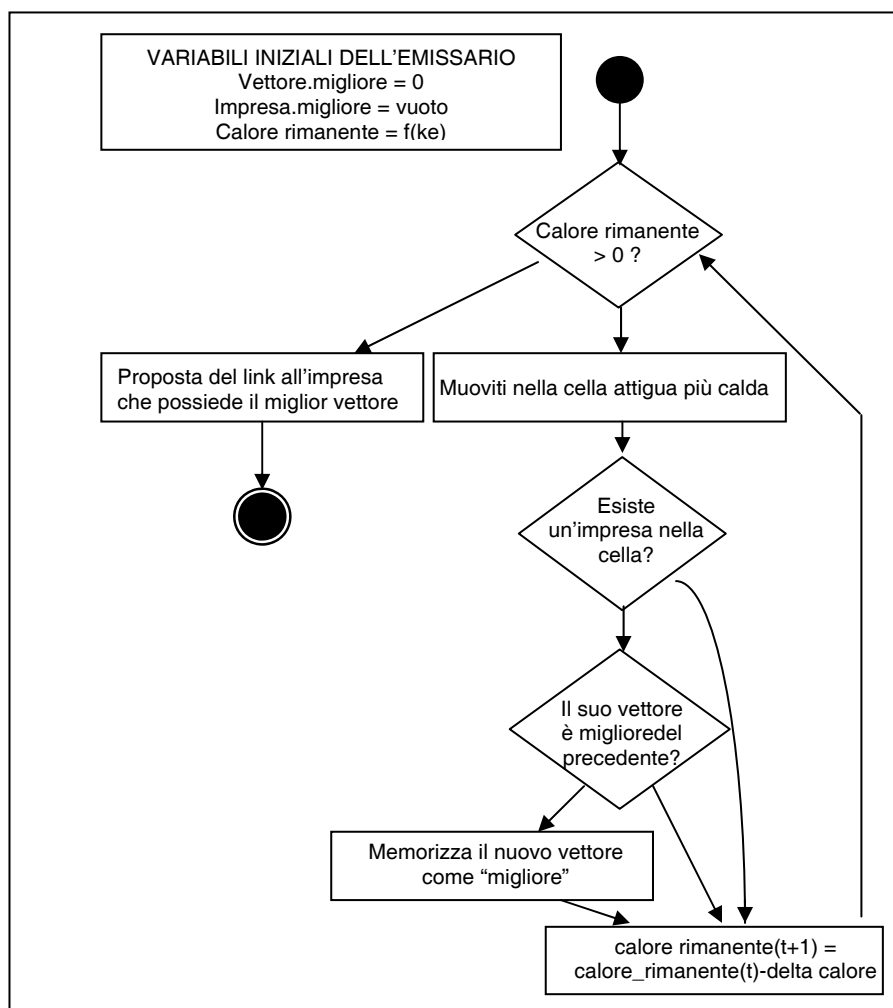 VARIABILI INIZIALI DELL'EMISSARIO
Vettore.migliore = 0
Impresa.migliore = vuoto
Calore rimanente = f(ke)
Calore rimanente
> 0 ?
Proposta del link all'impresa
che possiede il miglior vettore
Muoviti nella cella attigua più calda
Esiste
un'impresa nella
cella?
Il suo vettore
è miglioredel
precedente?
Memorizza il nuovo vettore
come “migliore”
calore rimanente(t+1) =
calore_rimanente(t)-delta calore